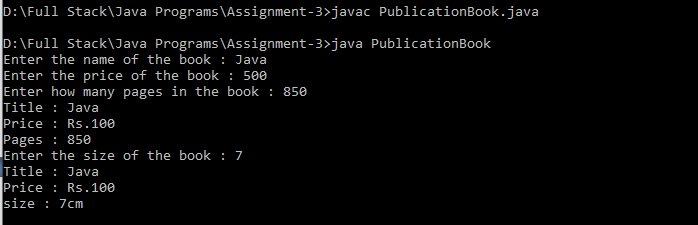 D:\Full Stack\Java Programs\Assignment-3>javac PublicationBook.java
D:\Full Stack\Java Programs\Assignment-3>java PublicationBook
Enter the name of the book : Java
Enter the price of the book : 500
Enter how many pages in the book : 850
Title : Java
Price : Rs.100
Pages : 850
Enter the size of the book : 7
Title : Java
Price : Rs.100
size : 7cm